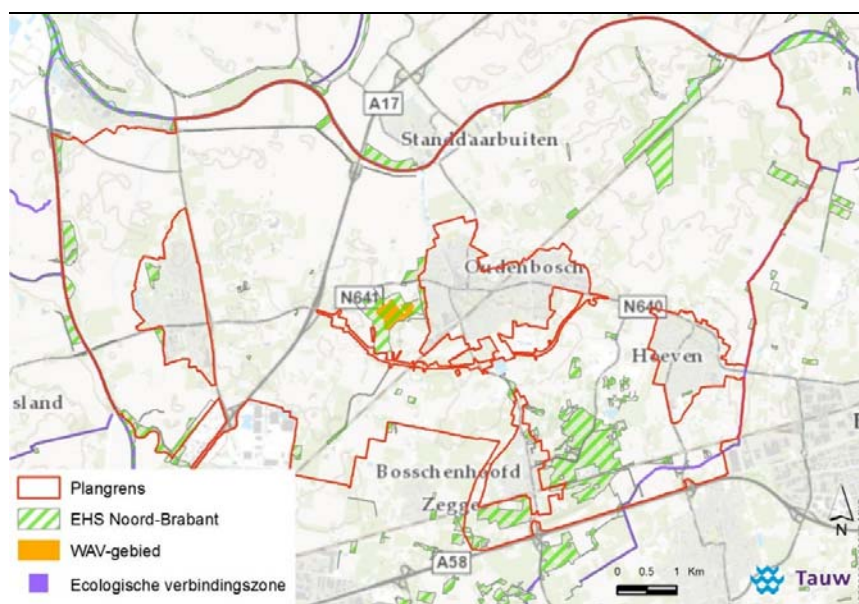 A17
Standdaarbuiten
Oudenbosch
N641
N640
Hoeven
sland
Bosschenhoofd
Zegge
A58
Plangrens
EHS Noord-Brabant
WAV-gebied
Ecologische verbindingszone
0 0.5 1 Km
N
Tauw